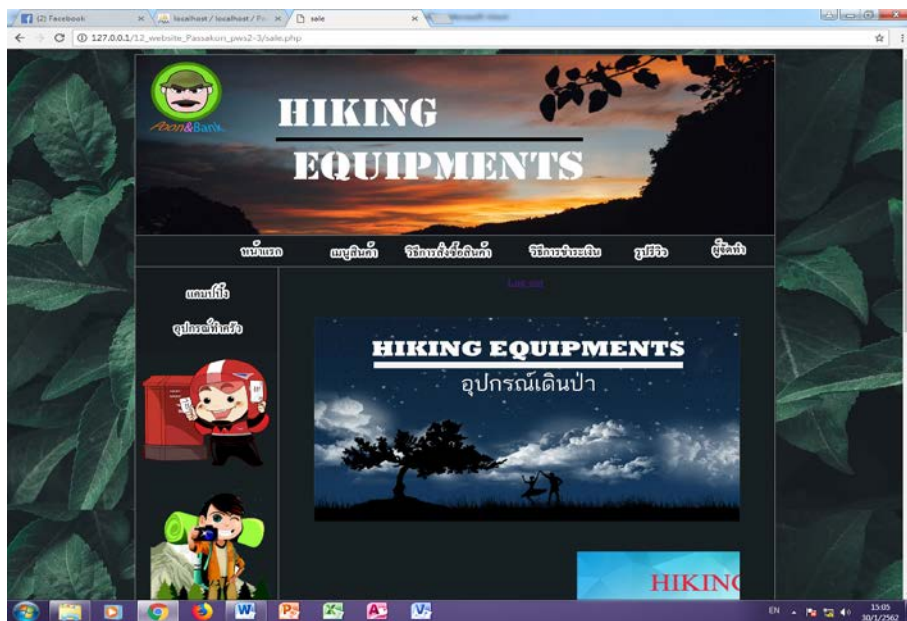 (2) Facebook
localhost / localhost / Po
sale
127.0.0.1/12_website_Passakun_pws2-3/sale.php
HIKING
EQUIPMENTS
&Bank
หน้าแรก เมนูสินค้า วิธีการสั่งซื้อสินค้า วิธีการชำระเงิน รูปรีวิว ผู้จัดทำ
แคมป์ปิ้ง
อุปกรณ์ทำครัว
Log out
HIKING EQUIPMENTS
อุปกรณ์เดินป่า
HIKING
EN
15:05
30/1/2562